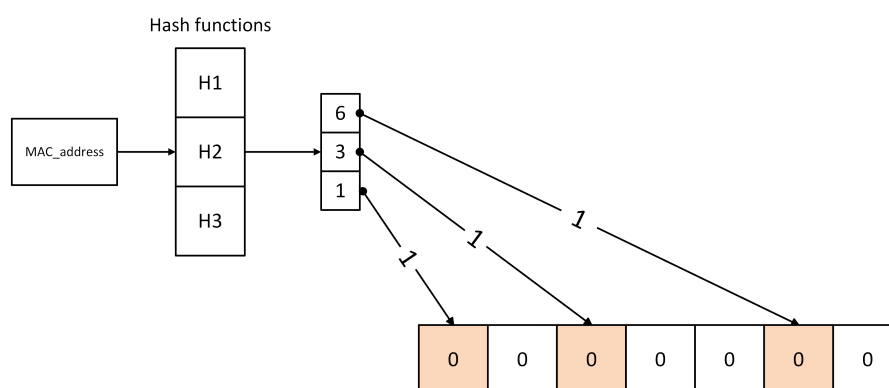 Hash functions
H1
MAC_address
H2
H3
6
3
1
1
1
1
0 0 0 0 0 0 0